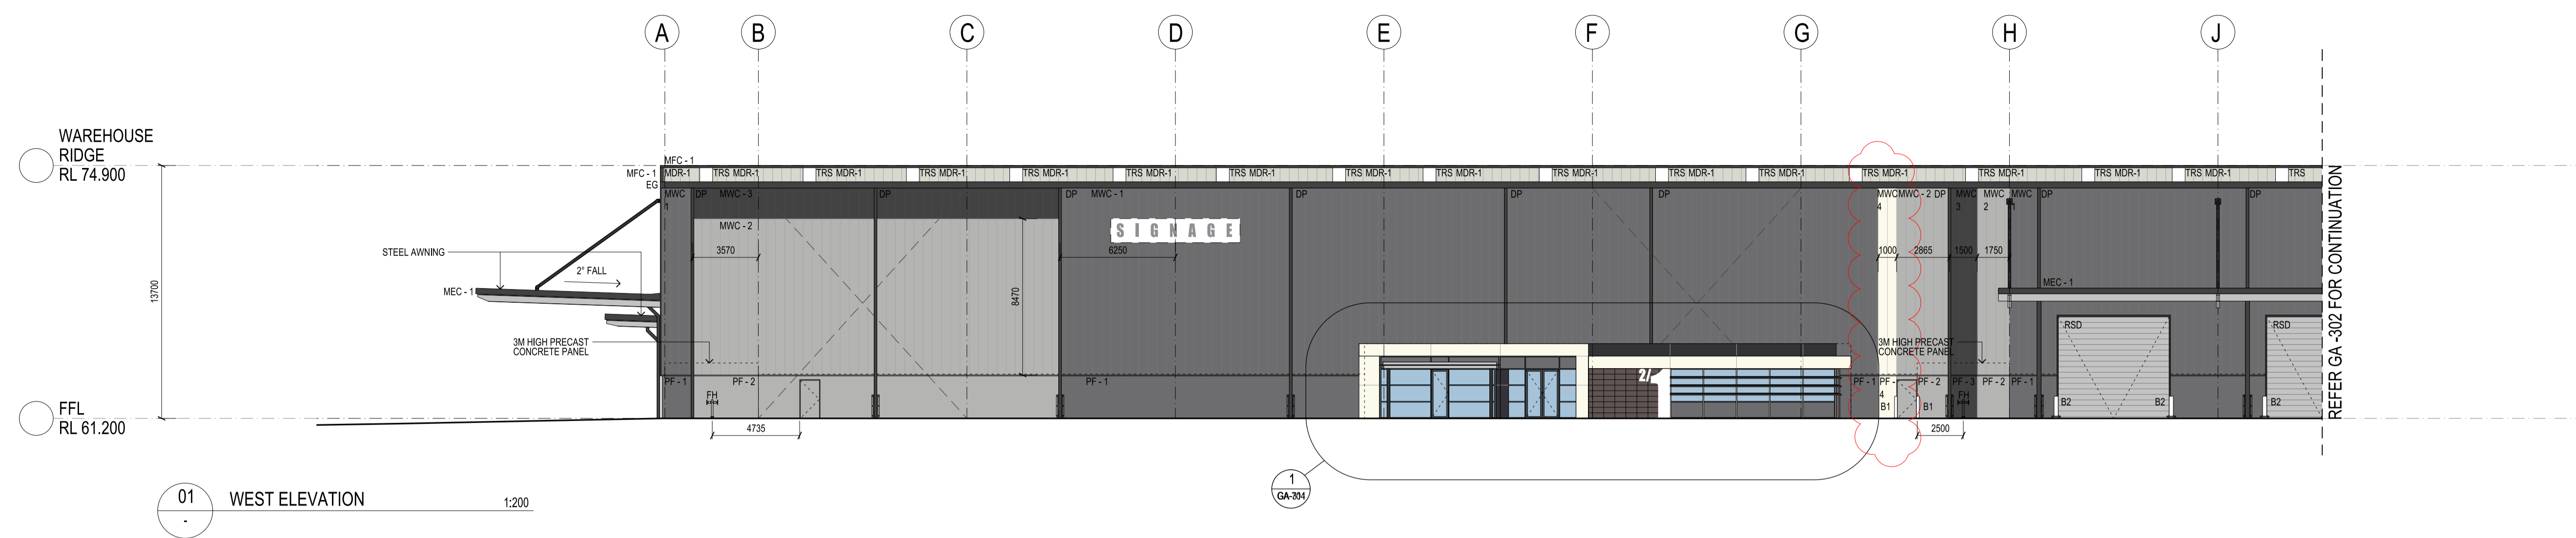 A B C D E F G H J
WAREHOUSE
RIDGE
RL 74.900
MFC - 1
MFC - 1 MDR-1 TRS MDR-1 TRS MDR-1 TRS MDR-1 TRS MDR-1 TRS MDR-1 TRS MDR-1 TRS MDR-1 TRS MDR-1 TRS MDR-1 TRS MDR-1 TRS MDR-1 TRS MDR-1 TRS MDR-1 TRS MDR-1 TRS
EG
MWC DP MWC - 3 DP DP MWC - 1 DP DP DP MWC MWC - 2 DP MWC MWC MWC DP DP
1 4 3 2 1
MWC - 2
SIGNAGE
STEEL AWNING
3570 6250 1000 2865 1500 1750
2° FALL
13700
8470
MEC - 1 MEC - 1
RSD RSD
3M HIGH PRECAST
CONCRETE PANEL
3M HIGH PRECAST
CONCRETE PANEL
PF - 1 PF - 2 PF - 1 PF - 1 PF - PF - 2 PF - 3 PF - 2 PF - 1
4
FH FH
B1 B1 B2 B2 B2
FFL
RL 61.200
4735 2500
REFER GA -302 FOR CONTINUATION
1
01
-
WEST ELEVATION 1:200